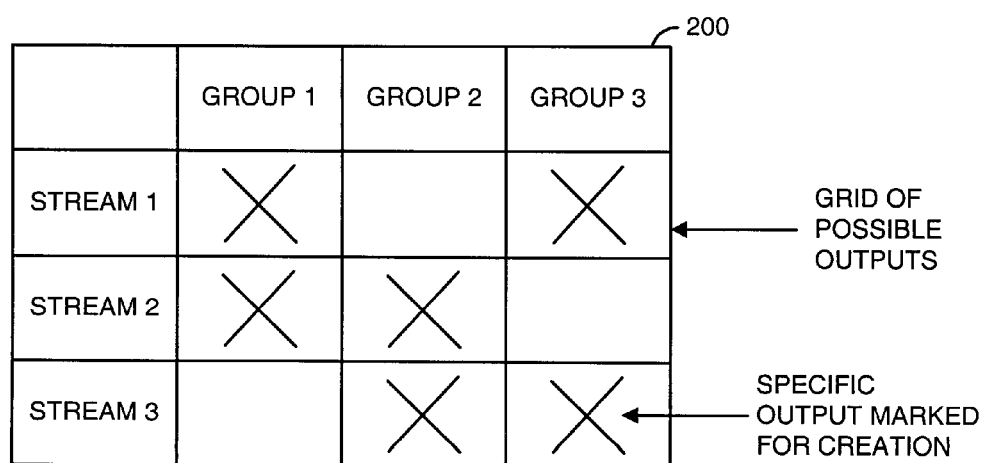 200
GROUP 1 GROUP 2 GROUP 3
STREAM 1
GRID OF
POSSIBLE
OUTPUTS
STREAM 2
STREAM 3
SPECIFIC
OUTPUT MARKED
FOR CREATION